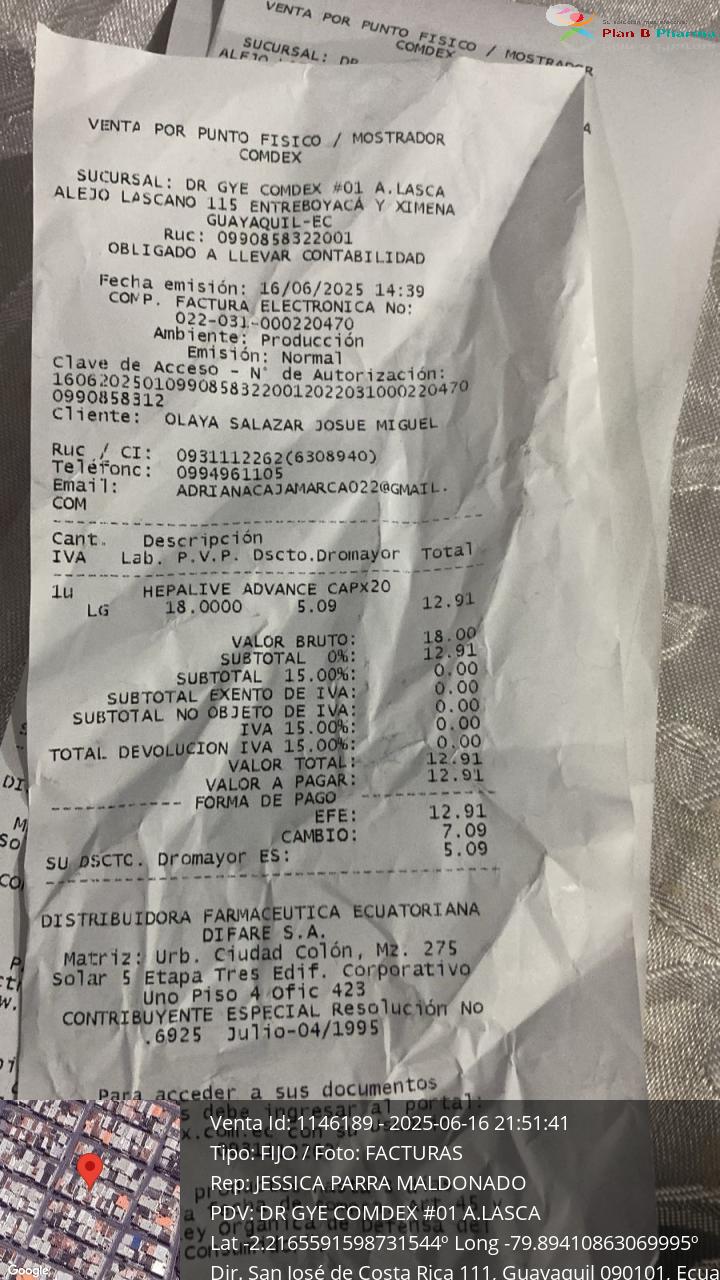 VENTA POR PUNTO FISICO / MOSTRADOR
COMDEX
SUCURSAL: DR
Su solución más efectiva!
Plan B Pharma
VENTA POR PUNTO FISICO / MOSTRADOR
COMDEX
SUCURSAL: DR GYE COMDEX #01 A.LASCA
ALEJO LASCANO 115 ENTREBOYACÁ Y XIMENA
GUAYAQUIL-EC
Ruc: 0990858322001
OBLIGADO A LLEVAR CONTABILIDAD
Fecha emisión: 16/06/2025 14:39
COMP. FACTURA ELECTRONICA No:
022-031-000220470
Ambiente: Producción
Emisión: Normal
Clave de Acceso - N° de Autorización:
160620250109908583220012022031000220470
0990858312
Cliente: OLAYA SALAZAR JOSUE MIGUEL
Ruc / CI: 0931112262(6308940)
Teléfono: 0994961105
Email: ADRIANACAJAMARCA022@GMAIL.
COM
Cant. Descripción
IVA Lab. P.V.P. Dscto.Dromayor Total
1u HEPALIVE ADVANCE CAPX20
LG 18.0000 5.09 12.91
VALOR BRUTO: 18.00
SUBTOTAL 0%: 12.91
SUBTOTAL 15.00%: 0.00
SUBTOTAL EXENTO DE IVA: 0.00
SUBTOTAL NO OBJETO DE IVA: 0.00
IVA 15.00%: 0.00
TOTAL DEVOLUCION IVA 15.00%: 0.00
VALOR TOTAL: 12.91
VALOR A PAGAR: 12.91
---------- FORMA DE PAGO ----------
EFE: 12.91
CAMBIO: 7.09
SU DSCTC. Dromayor ES: 5.09
DISTRIBUIDORA FARMACEUTICA ECUATORIANA
DIFARE S.A.
Matriz: Urb. Ciudad Colón, Mz. 275
Solar 5 Etapa Tres Edif. Corporativo
Uno Piso 4 Ofic 423
CONTRIBUYENTE ESPECIAL Resolución No
.6925 Julio-04/1995
Para acceder a sus documentos
debe ingresar al portal:
Venta Id: 1146189 - 2025-06-16 21:51:41
Tipo: FIJO / Foto: FACTURAS
Rep: JESSICA PARRA MALDONADO
PDV: DR GYE COMDEX #01 A.LASCA
Lat -2.2165591598731544º Long -79.89410863069995º
Dir. San José de Costa Rica 111, Guayaquil 090101, Ecua
Google